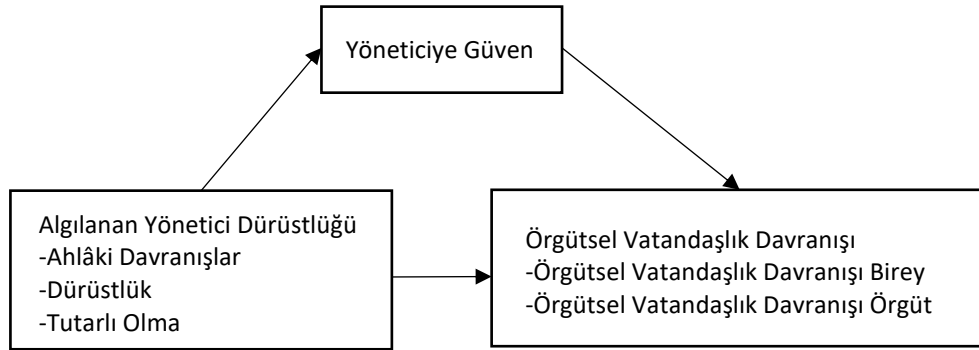 Yöneticiye Güven
Algılanan Yönetici Dürüstlüğü
-Ahlâki Davranışlar
-Dürüstlük
-Tutarlı Olma
Örgütsel Vatandaşlık Davranışı
-Örgütsel Vatandaşlık Davranışı Birey
-Örgütsel Vatandaşlık Davranışı Örgüt